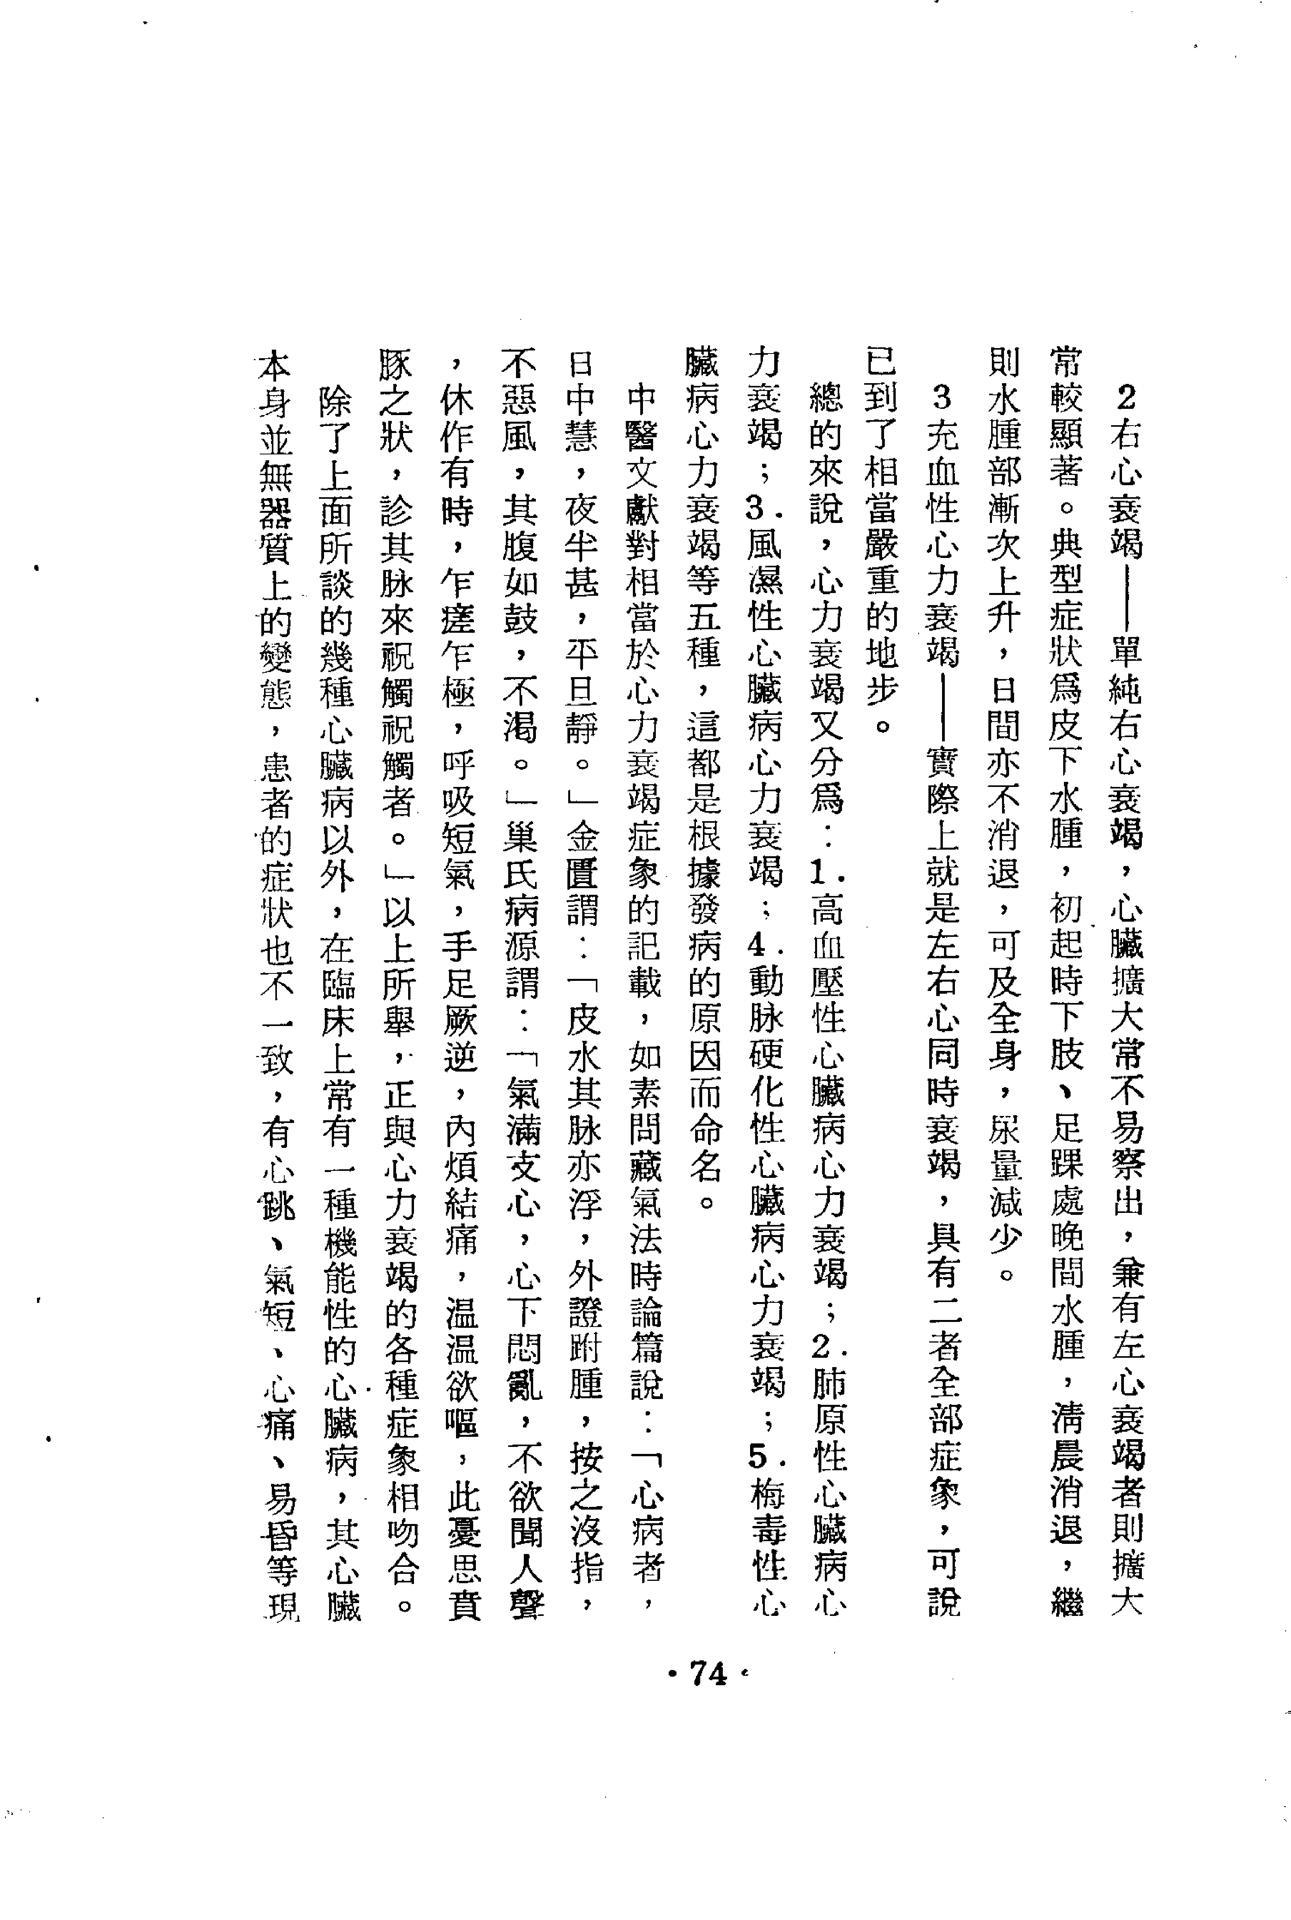 2右心衰竭——單純右心衰竭，心臟擴大常不易察出，兼有左心衰竭者則擴大
常較顯著。典型症狀爲皮下水腫，初起時下肢、足踝處晚間水腫，淸晨消退，繼
則水腫部漸次上升，日間亦不消退，可及全身，尿量減少。
3充血性心力衰竭——實際上就是左右心同時衰竭，具有二者全部症象，可說
已到了相當嚴重的地步。
總的來說，心力衰竭又分爲：1.高血壓性心臟病心力衰竭；2.肺原性心臟病心
力衰竭；3.風濕性心臟病心力衰竭；4.動脉硬化性心臟病心力衰竭；5.梅毒性心
臟病心力衰竭等五種，這都是根據發病的原因而命名。
中醫文獻對相當於心力衰竭症象的記載，如素問藏氣法時論篇說：「心病者，
日中慧，夜半甚，平旦靜。」金匱謂：「皮水其脉亦浮，外證跗腫，按之沒指，
不惡風，其腹如鼓，不渴。」巢氏病源謂：「氣滿支心，心下悶亂，不欲聞人聲
，休作有時，乍瘥乍極，呼吸短氣，手足厥逆，內煩結痛，温温欲嘔，此憂思賁
豚之狀，診其脉來祝觸祝觸者。」以上所舉，正與心力衰竭的各種症象相吻合。
除了上面所談的幾種心臟病以外，在臨床上常有一種機能性的心臟病，其心臟
本身並無器質上的變態，患者的症狀也不一致，有心跳、氣短、心痛、易昏等現
·74·